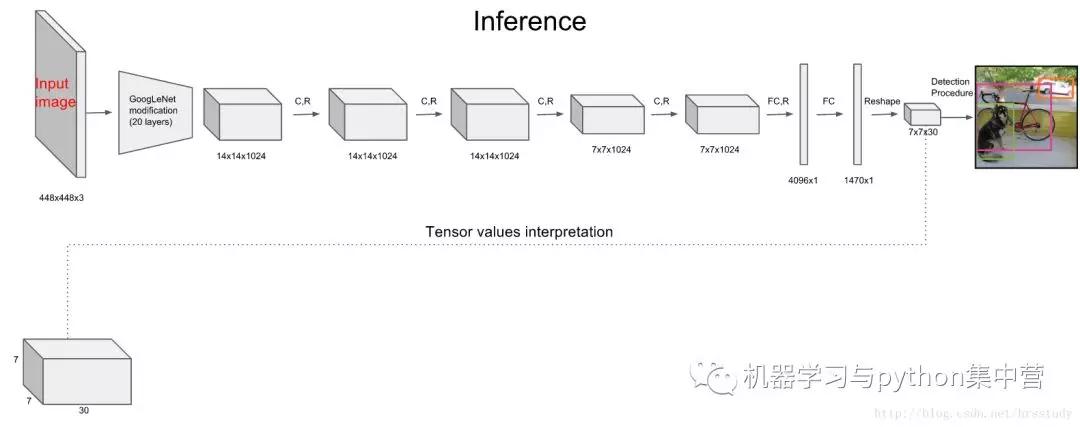 Inference
Input
image
GoogLeNet
modification
(20 layers)
C,R
C,R
C,R
C,R
FC,R
FC
Reshape
Detection
Procedure
448x448x3
14x14x1024
14x14x1024
14x14x1024
7x7x1024
7x7x1024
4096x1
1470x1
7x7x30
Tensor values interpretation
7
7
30
机器学习与python集中营
http://blog.csdn.net/hrsstudy